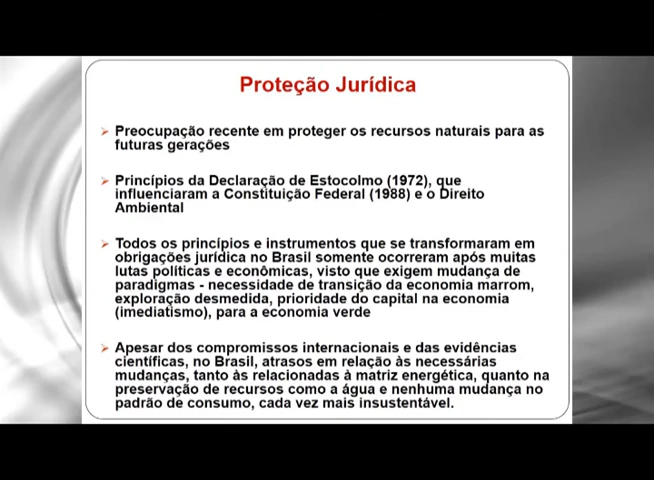 Proteção Jurídica
Preocupação recente em proteger os recursos naturais para as
futuras gerações
Princípios da Declaração de Estocolmo (1972), que
influenciaram a Constituição Federal (1988) e o Direito
Ambiental
Todos os princípios e instrumentos que se transformaram em
obrigações jurídica no Brasil somente ocorreram após muitas
lutas políticas e econômicas, visto que exigem mudança de
paradigmas - necessidade de transição da economia marrom,
exploração desmedida, prioridade do capital na economia
(imediatismo), para a economia verde
Apesar dos compromissos internacionais e das evidências
científicas, no Brasil, atrasos em relação às necessárias
mudanças, tanto às relacionadas à matriz energética, quanto na
preservação de recursos como a água e nenhuma mudança no
padrão de consumo, cada vez mais insustentável.